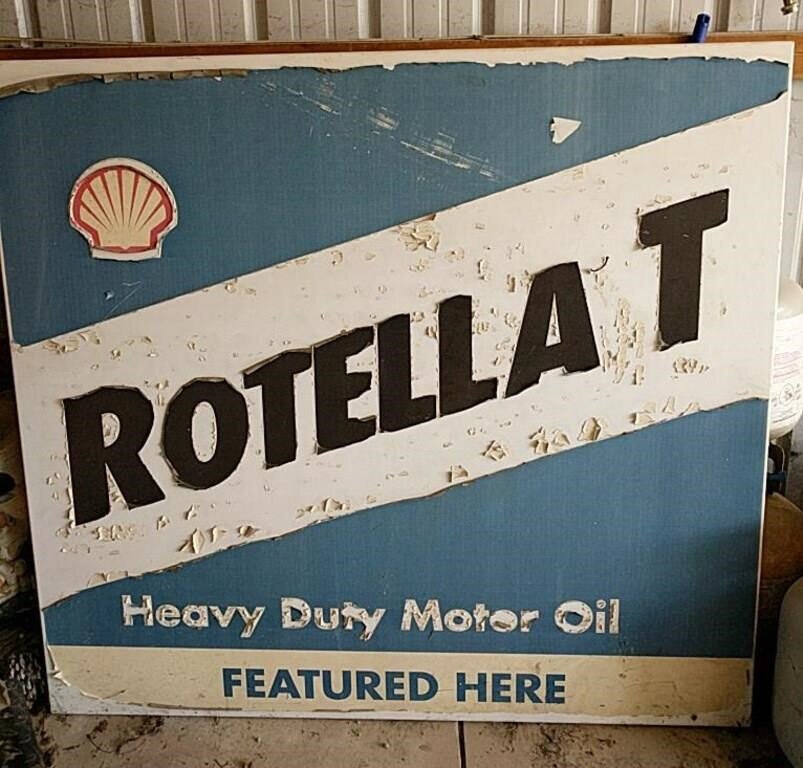 ROTELLA T
Heavy Duty Motor Oil
FEATURED HERE